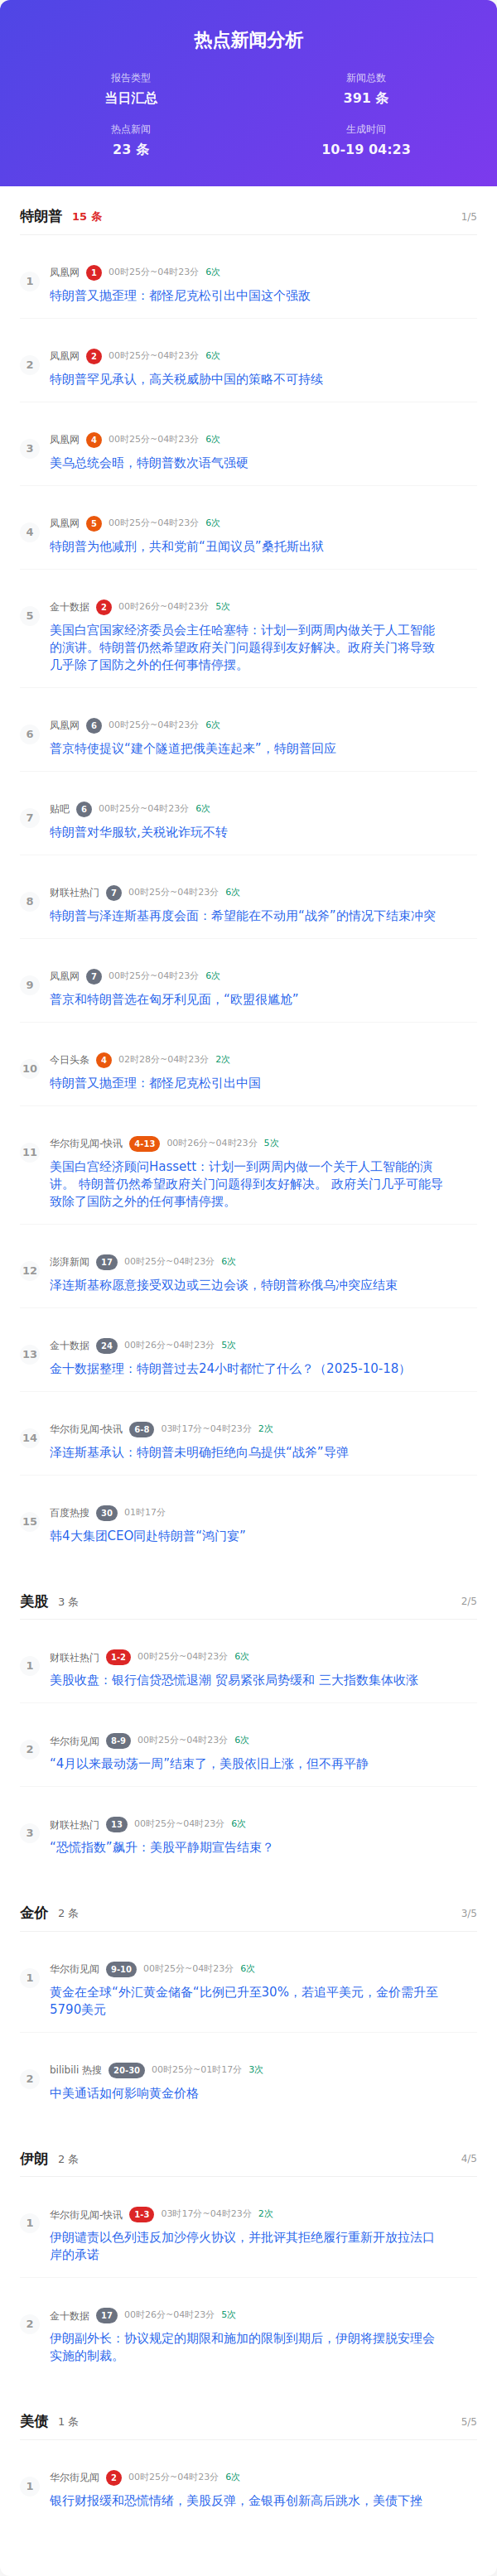 热点新闻分析
报告类型 新闻总数
当日汇总 391 条
热点新闻 生成时间
23 条 10-19 04:23
特朗普 15 条 1/5
1
凤凰网 1 00时25分~04时23分 6次
特朗普又抛歪理：都怪尼克松引出中国这个强敌
2
凤凰网 2 00时25分~04时23分 6次
特朗普罕见承认，高关税威胁中国的策略不可持续
3
凤凰网 4 00时25分~04时23分 6次
美乌总统会晤，特朗普数次语气强硬
4
凤凰网 5 00时25分~04时23分 6次
特朗普为他减刑，共和党前“丑闻议员”桑托斯出狱
5
金十数据 2 00时26分~04时23分 5次
美国白宫国家经济委员会主任哈塞特：计划一到两周内做关于人工智能
的演讲。特朗普仍然希望政府关门问题得到友好解决。政府关门将导致
几乎除了国防之外的任何事情停摆。
6
凤凰网 6 00时25分~04时23分 6次
普京特使提议“建个隧道把俄美连起来”，特朗普回应
7
贴吧 6 00时25分~04时23分 6次
特朗普对华服软,关税讹诈玩不转
8
财联社热门 7 00时25分~04时23分 6次
特朗普与泽连斯基再度会面：希望能在不动用“战斧”的情况下结束冲突
9
凤凰网 7 00时25分~04时23分 6次
普京和特朗普选在匈牙利见面，“欧盟很尴尬”
10
今日头条 4 02时28分~04时23分 2次
特朗普又抛歪理：都怪尼克松引出中国
11
华尔街见闻-快讯 4-13 00时26分~04时23分 5次
美国白宫经济顾问Hassett：计划一到两周内做一个关于人工智能的演
讲。 特朗普仍然希望政府关门问题得到友好解决。 政府关门几乎可能导
致除了国防之外的任何事情停摆。
12
澎湃新闻 17 00时25分~04时23分 6次
泽连斯基称愿意接受双边或三边会谈，特朗普称俄乌冲突应结束
13
金十数据 24 00时26分~04时23分 5次
金十数据整理：特朗普过去24小时都忙了什么？（2025-10-18）
14
华尔街见闻-快讯 6-8 03时17分~04时23分 2次
泽连斯基承认：特朗普未明确拒绝向乌提供“战斧”导弹
15
百度热搜 30 01时17分
韩4大集团CEO同赴特朗普“鸿门宴”
美股 3 条 2/5
1
财联社热门 1-2 00时25分~04时23分 6次
美股收盘：银行信贷恐慌退潮 贸易紧张局势缓和 三大指数集体收涨
2
华尔街见闻 8-9 00时25分~04时23分 6次
“4月以来最动荡一周”结束了，美股依旧上涨，但不再平静
3
财联社热门 13 00时25分~04时23分 6次
“恐慌指数”飙升：美股平静期宣告结束？
金价 2 条 3/5
1
华尔街见闻 9-10 00时25分~04时23分 6次
黄金在全球“外汇黄金储备“比例已升至30%，若追平美元，金价需升至
5790美元
2
bilibili 热搜 20-30 00时25分~01时17分 3次
中美通话如何影响黄金价格
伊朗 2 条 4/5
1
华尔街见闻-快讯 1-3 03时17分~04时23分 2次
伊朗谴责以色列违反加沙停火协议，并批评其拒绝履行重新开放拉法口
岸的承诺
2
金十数据 17 00时26分~04时23分 5次
伊朗副外长：协议规定的期限和施加的限制到期后，伊朗将摆脱安理会
实施的制裁。
美债 1 条 5/5
1
华尔街见闻 2 00时25分~04时23分 6次
银行财报缓和恐慌情绪，美股反弹，金银再创新高后跳水，美债下挫